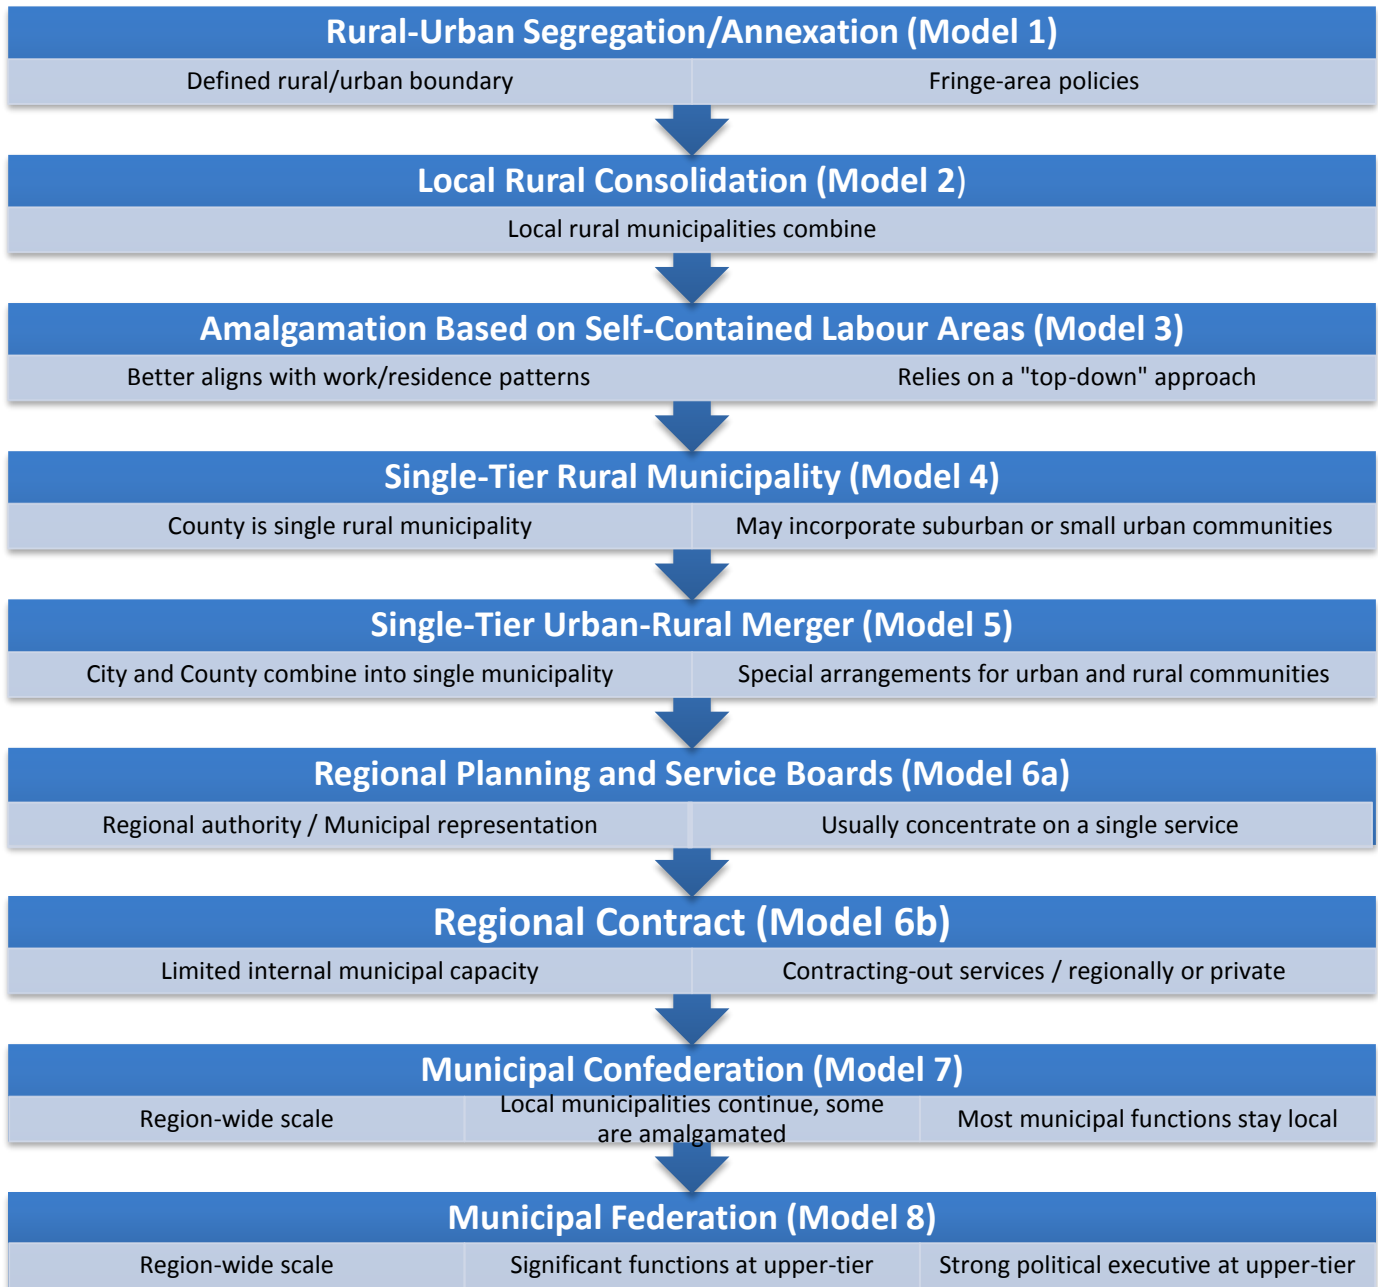 Rural-Urban Segregation/Annexation (Model 1)
Defined rural/urban boundary
Fringe-area policies
Local Rural Consolidation (Model 2)
Local rural municipalities combine
Amalgamation Based on Self-Contained Labour Areas (Model 3)
Better aligns with work/residence patterns
Relies on a "top-down" approach
Single-Tier Rural Municipality (Model 4)
County is single rural municipality
May incorporate suburban or small urban communities
Single-Tier Urban-Rural Merger (Model 5)
City and County combine into single municipality
Special arrangements for urban and rural communities
Regional Planning and Service Boards (Model 6a)
Regional authority / Municipal representation
Usually concentrate on a single service
Regional Contract (Model 6b)
Limited internal municipal capacity
Contracting-out services / regionally or private
Municipal Confederation (Model 7)
Region-wide scale
Local municipalities continue, some
are amalgamated
Most municipal functions stay local
Municipal Federation (Model 8)
Region-wide scale
Significant functions at upper-tier
Strong political executive at upper-tier